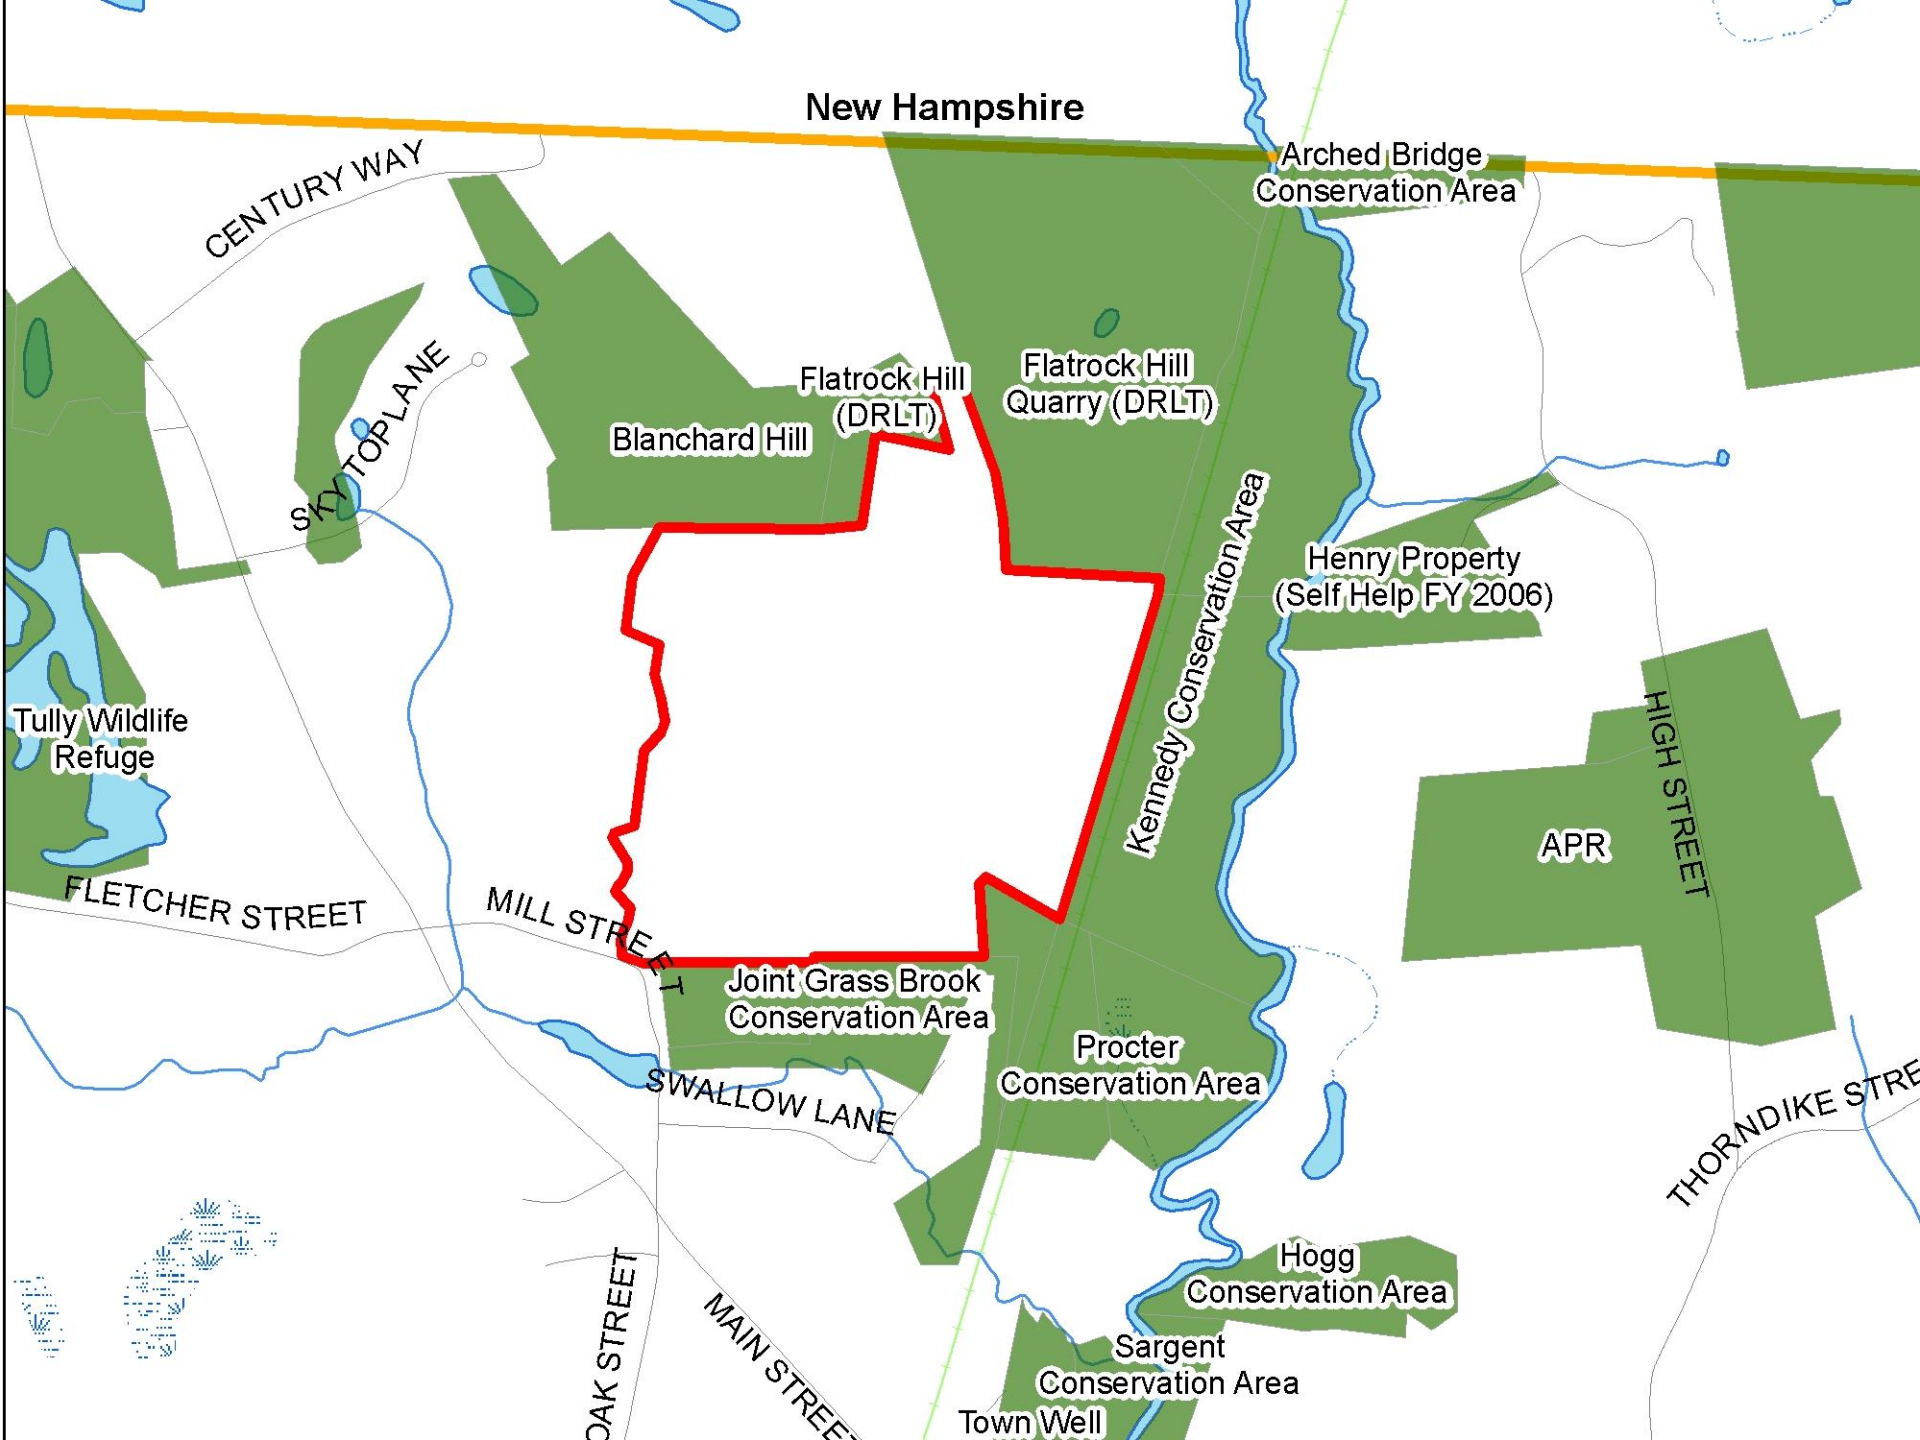 New Hampshire
Arched Bridge
Conservation Area
CENTURY WAY
Flatrock Hill
(DRLT)
Flatrock Hill
Quarry (DRLT)
SKYTOPLANE
Blanchard Hill
Kennedy Conservation Area
Henry Property
(Self Help FY 2006)
Tully Wildlife
Refuge
HIGH STREET
APR
FLETCHER STREET
MILL STREET
Joint Grass Brook
Conservation Area
Procter
Conservation Area
SWALLOW LANE
THORNDIKE STRE
Hogg
Conservation Area
OAK STREET
MAIN STREET
Sargent
Conservation Area
Town Well